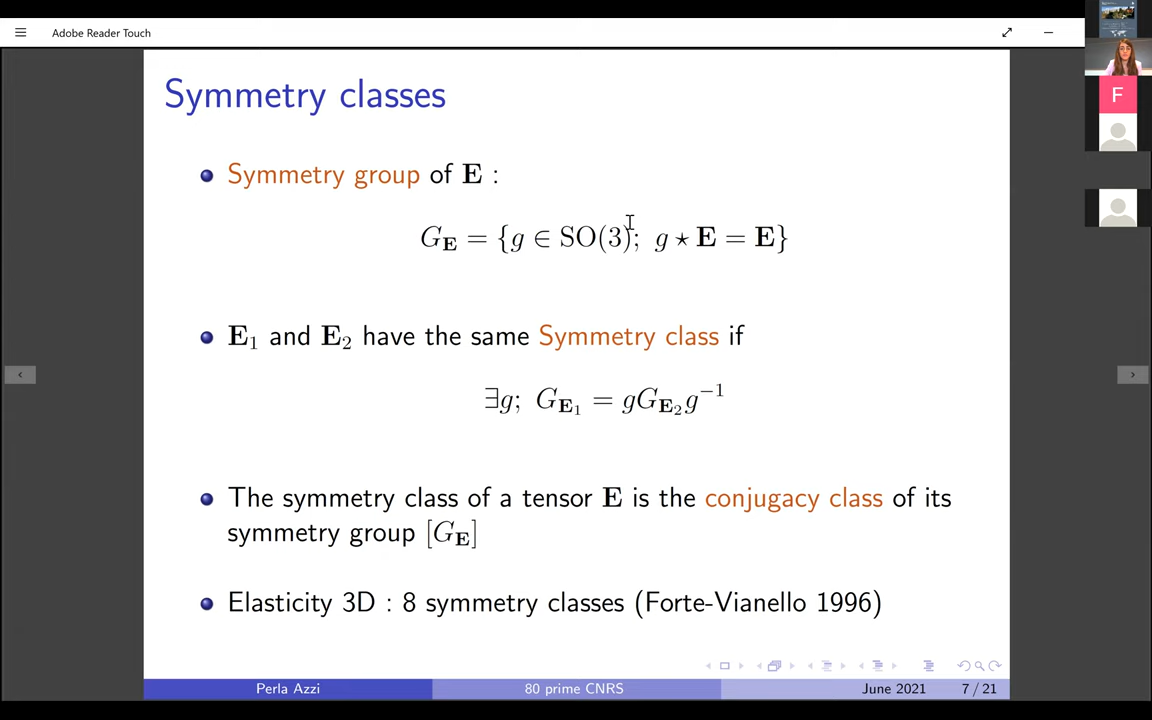 Adobe Reader Touch
F
Symmetry classes
Symmetry group of E :
G_E = {g ∈ SO(3); g ⋆ E = E}
E₁ and E₂ have the same Symmetry class if
∃g; G_E₁ = gG_E₂g⁻¹
The symmetry class of a tensor E is the conjugacy class of its
symmetry group [G_E]
Elasticity 3D : 8 symmetry classes (Forte-Vianello 1996)
Perla Azzi 80 prime CNRS June 2021 7 / 21